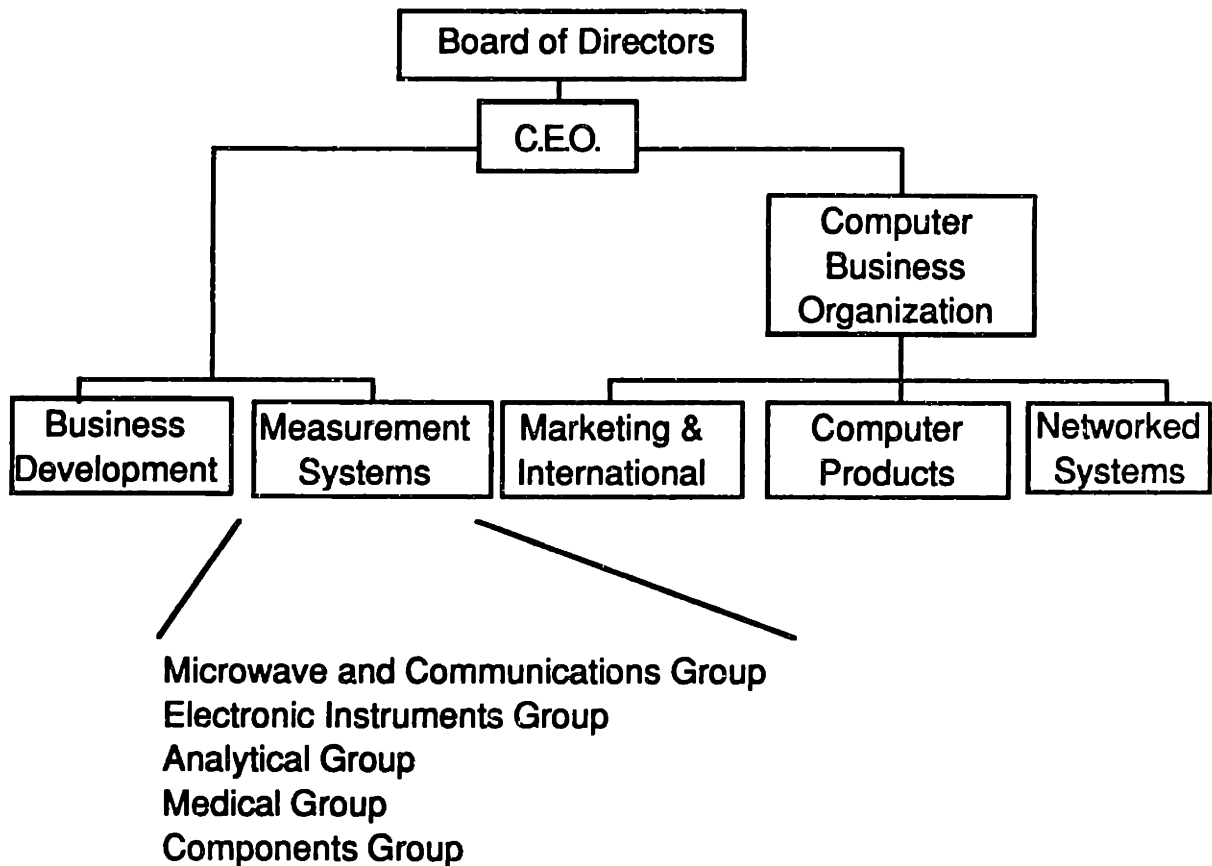 Board of Directors
C.E.O.
Computer
Business
Organization
Business
Development
Measurement
Systems
Marketing &
International
Computer
Products
Networked
Systems
Microwave and Communications Group
Electronic Instruments Group
Analytical Group
Medical Group
Components Group